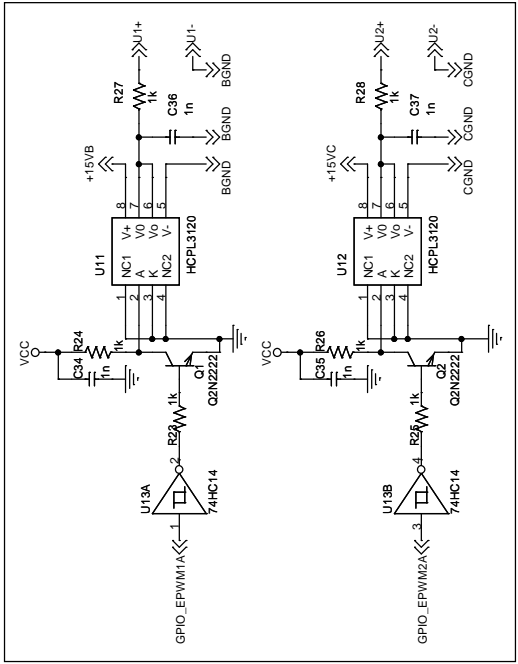 U1+
U1-
R27
1k
C36
1n
BGND
BGND
BGND
+15VB
8
7
6
5
V+
V0
Vo
V-
U11
HCPL3120
NC1
A
K
NC2
1
2
3
4
VCC
R24
1k
C34
1n
Q1
Q2N2222
R23
1k
U13A
2
1
74HC14
GPIO_EPWM1A
U2+
U2-
R28
1k
C37
1n
CGND
CGND
CGND
+15VC
8
7
6
5
V+
V0
Vo
V-
U12
HCPL3120
NC1
A
K
NC2
1
2
3
4
VCC
R26
1k
C35
1n
Q2
Q2N2222
R25
1k
U13B
4
3
74HC14
GPIO_EPWM2A